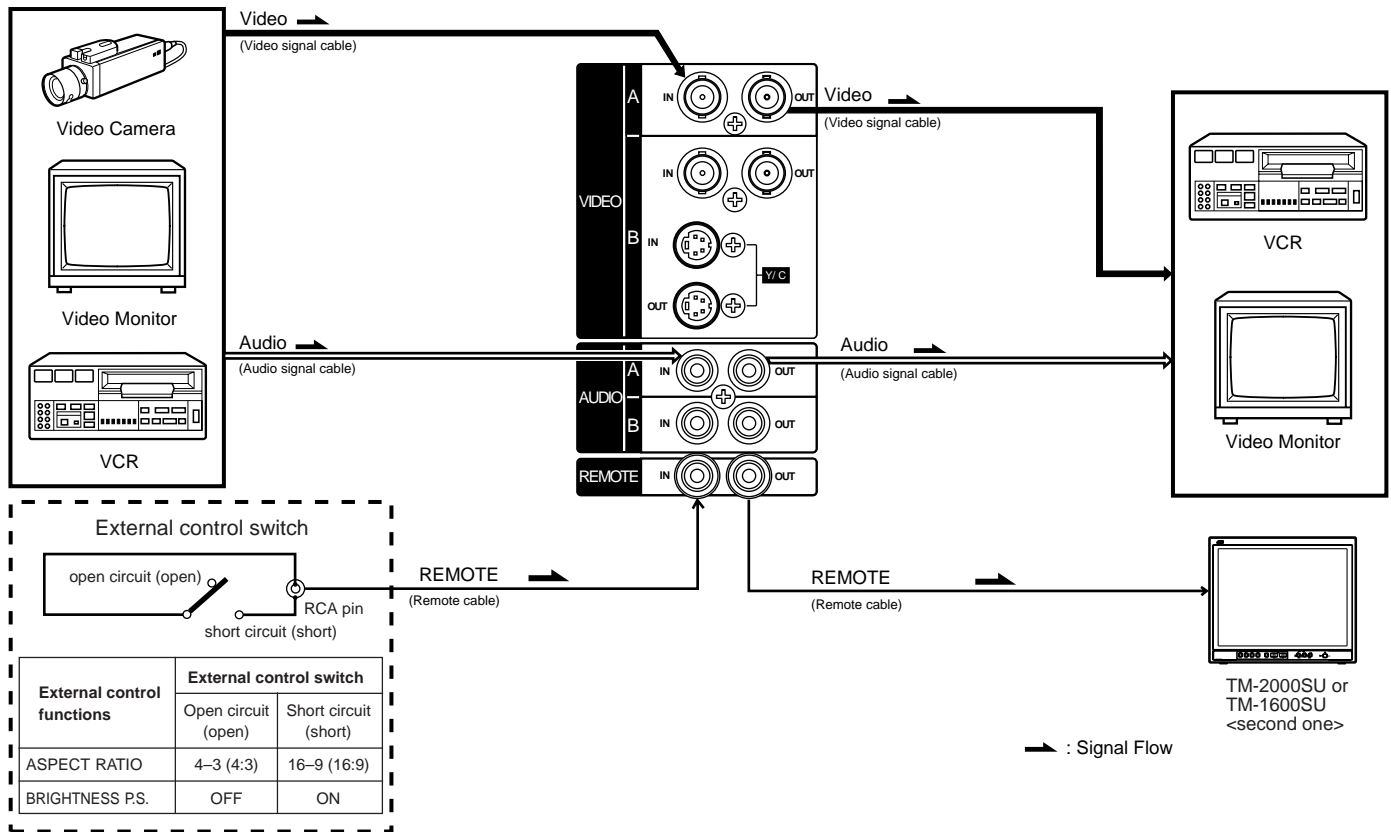 Video
(Video signal cable)
Video Camera
Video Monitor
Audio
(Audio signal cable)
VCR
VIDEO
A
IN
OUT
IN
OUT
B
IN
Y/C
OUT
AUDIO
A
IN
OUT
B
IN
OUT
REMOTE
IN
OUT
Video
(Video signal cable)
Audio
(Audio signal cable)
VCR
Video Monitor
External control switch
open circuit (open)
RCA pin
short circuit (short)
External control functions
External control switch
Open circuit (open)
Short circuit (short)
ASPECT RATIO
4–3 (4:3)
16–9 (16:9)
BRIGHTNESS P.S.
OFF
ON
REMOTE
(Remote cable)
REMOTE
(Remote cable)
TM-2000SU or
TM-1600SU
<second one>
: Signal Flow